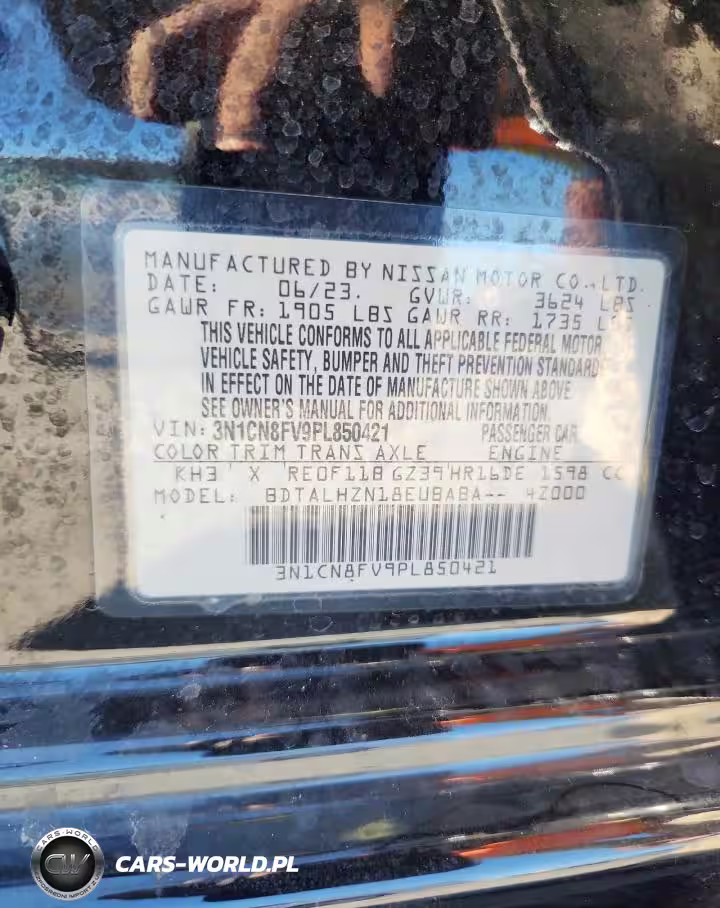 MANUFACTURED BY NISSAN MOTOR CO.,LTD.
DATE: 06/23. GVWR: 3624 LBS
GAWR FR: 1905 LBS GAWR RR: 1735
THIS VEHICLE CONFORMS TO ALL APPLICABLE FEDERAL MOTOR
VEHICLE SAFETY, BUMPER AND THEFT PREVENTION STANDARDS
IN EFFECT ON THE DATE OF MANUFACTURE SHOWN ABOVE.
SEE OWNER'S MANUAL FOR ADDITIONAL INFORMATION.
VIN: 3N1CN8FV9PL850421 PASSENGER CAR
COLOR TRIM TRANS AXLE ENGINE
KH3 X RE0F11B GZ39 HR16DE 1598 CC
MODEL: BDTALHZN18EUBABA-- 4Z000
3N1CN8FV9PL850421
CARS-WORLD
CW
CARS-WORLD.PL